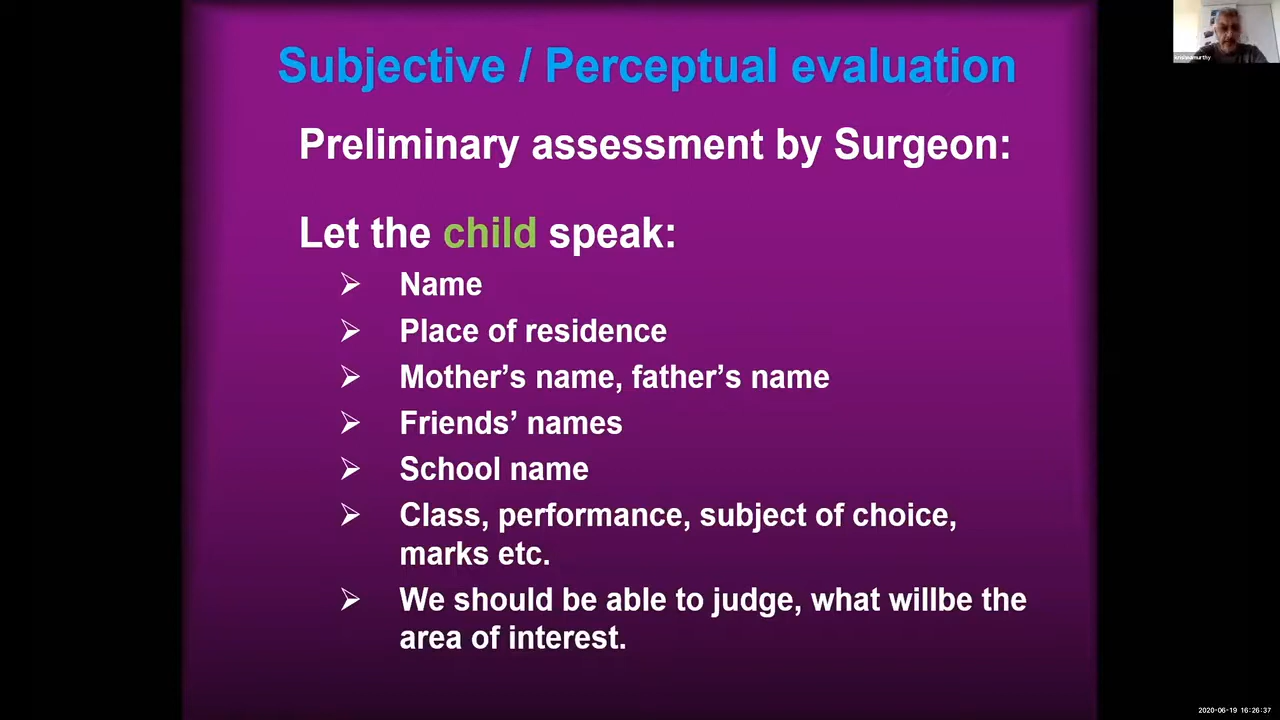 Subjective / Perceptual evaluation
Preliminary assessment by Surgeon:
Let the child speak:
Name
Place of residence
Mother’s name, father’s name
Friends’ names
School name
Class, performance, subject of choice,
marks etc.
We should be able to judge, what willbe the
area of interest.
2020-06-19 16:26:37